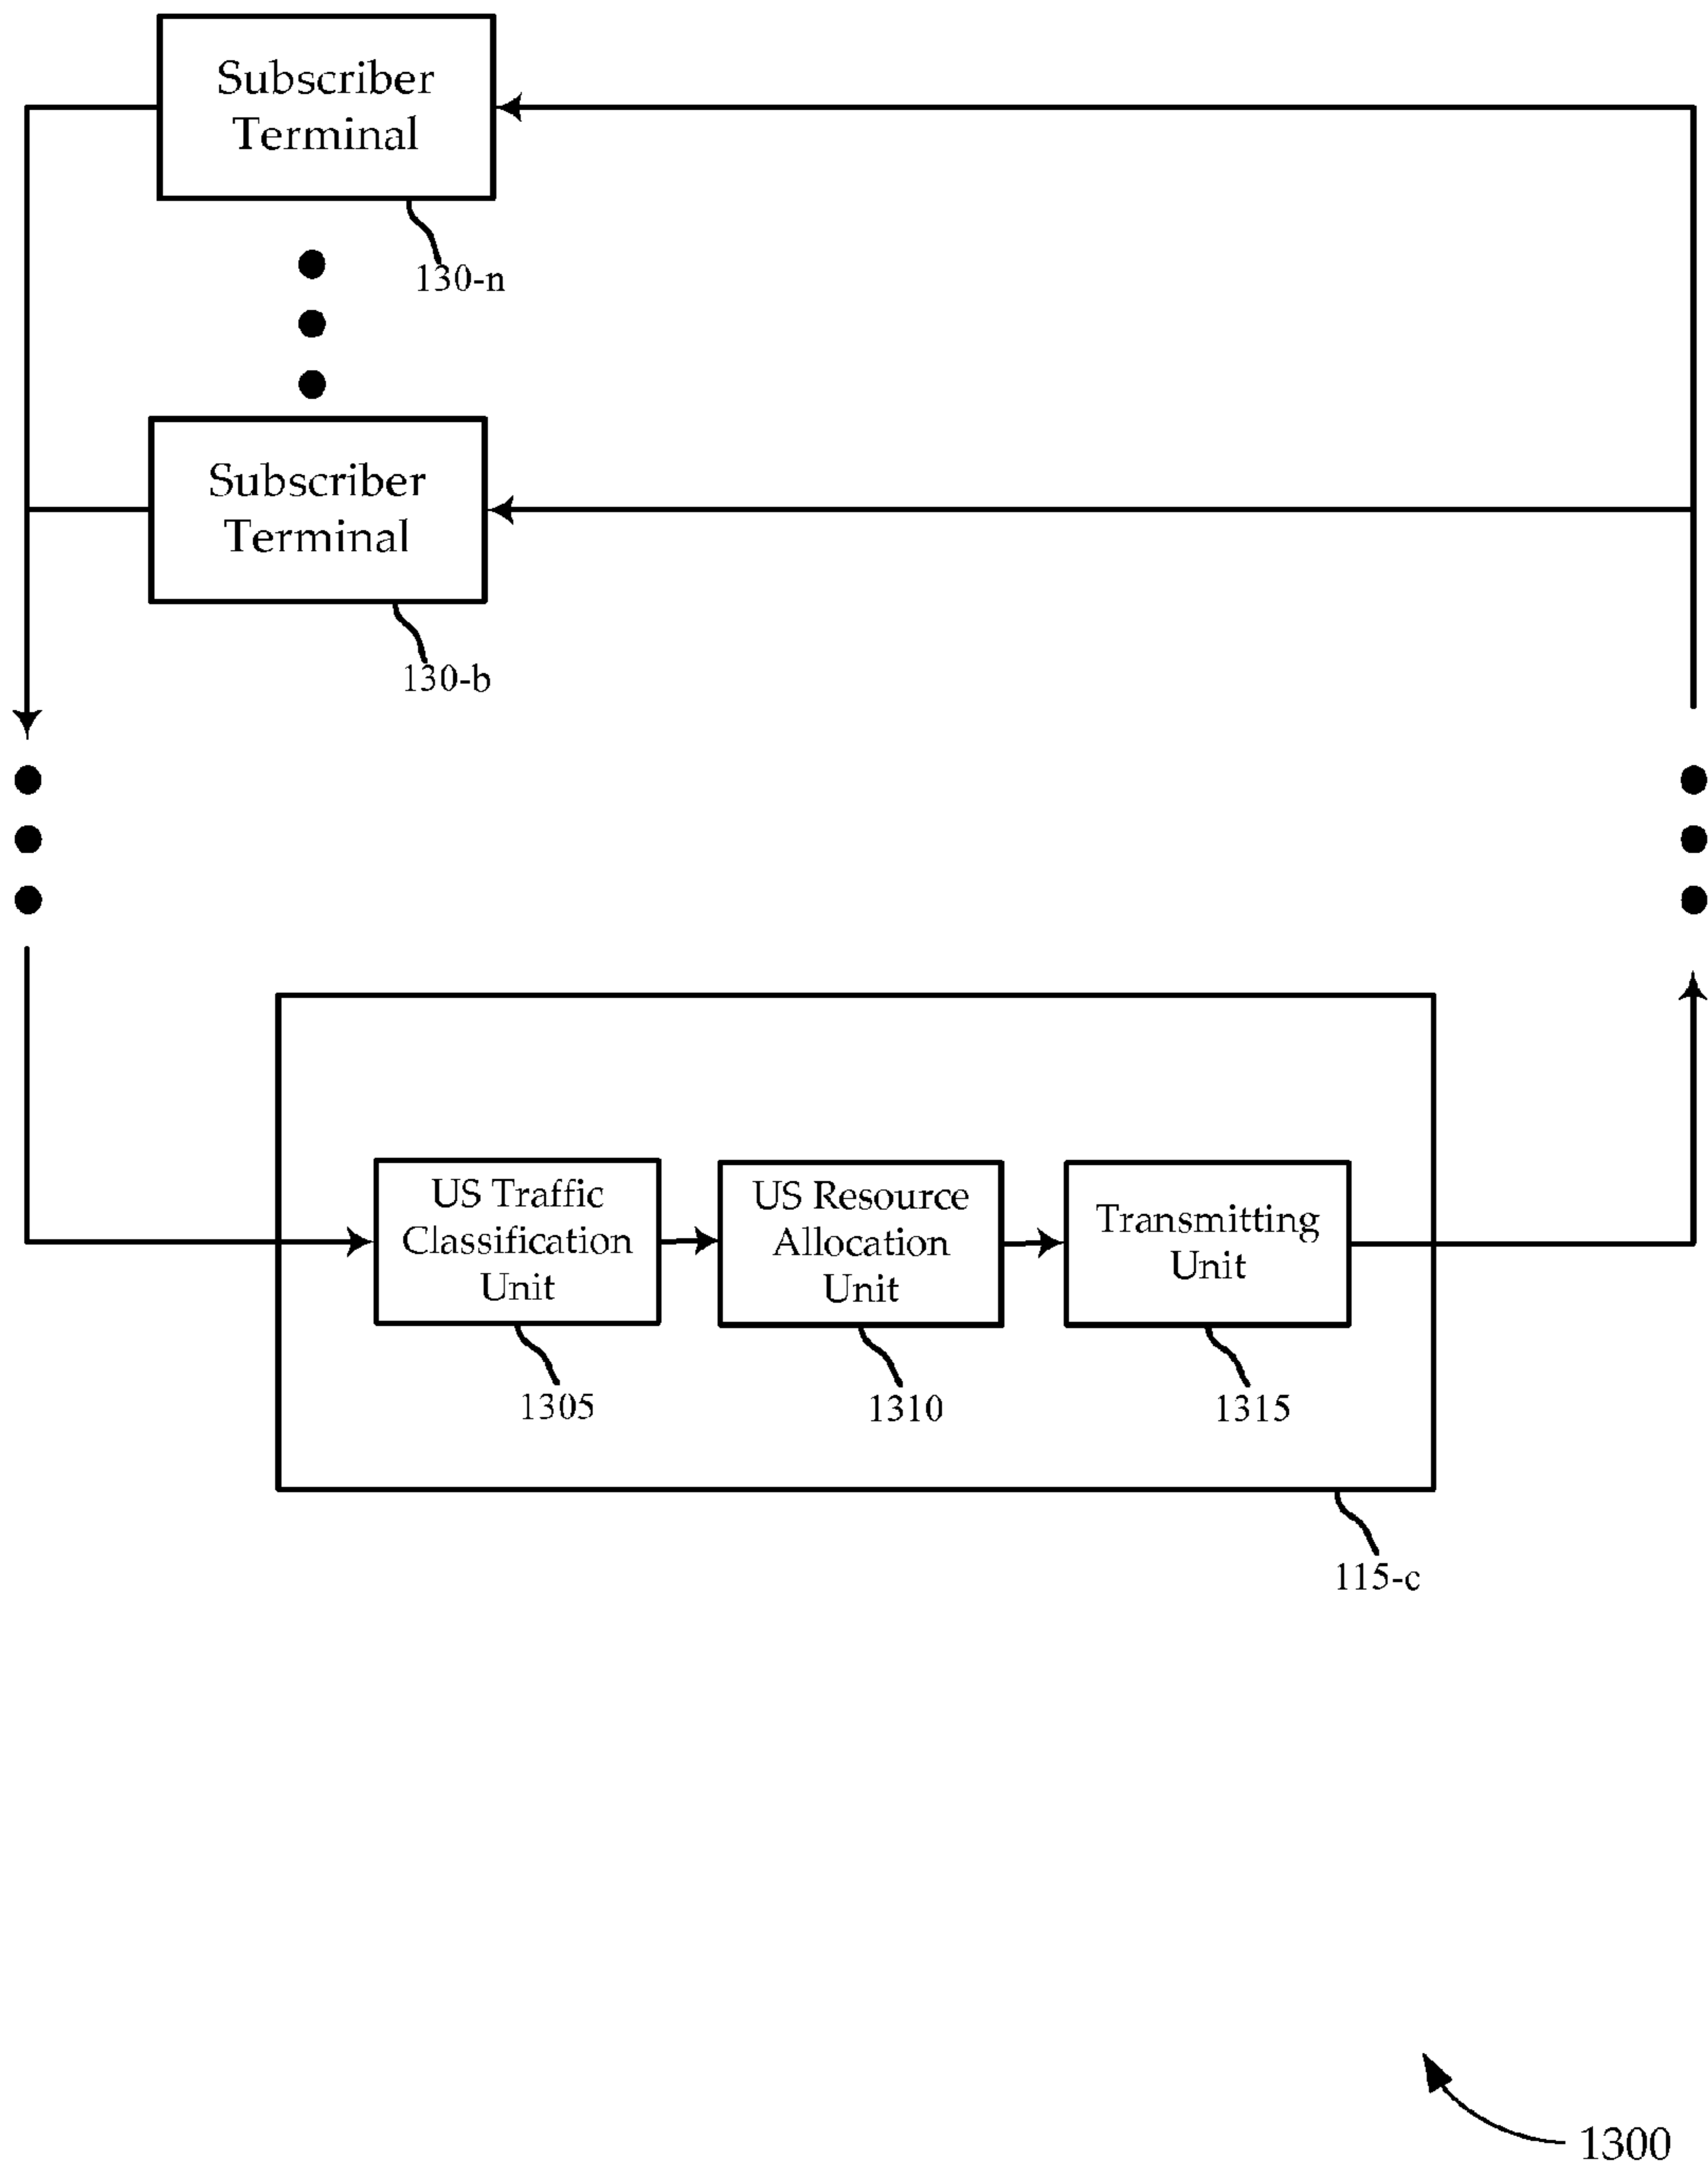 Subscriber
Terminal
130-n
Subscriber
Terminal
130-b
US Traffic
Classification
Unit
1305
US Resource
Allocation
Unit
1310
Transmitting
Unit
1315
115-c
1300